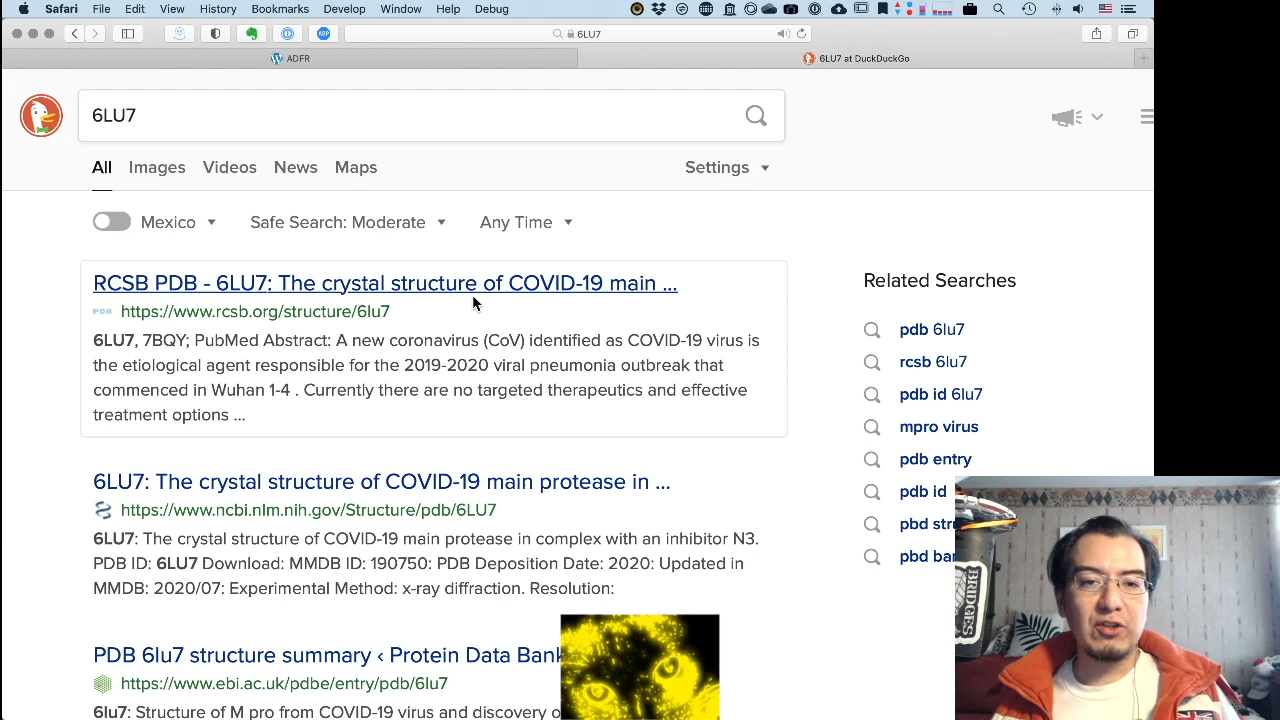 Safari File Edit View History Bookmarks Develop Window Help Debug
ABP
6LU7
ADFR
6LU7 at DuckDuckGo
6LU7
All Images Videos News Maps Settings
Mexico Safe Search: Moderate Any Time
RCSB PDB - 6LU7: The crystal structure of COVID-19 main ...
PDB https://www.rcsb.org/structure/6lu7
6LU7, 7BQY; PubMed Abstract: A new coronavirus (CoV) identified as COVID-19 virus is
the etiological agent responsible for the 2019-2020 viral pneumonia outbreak that
commenced in Wuhan 1-4 . Currently there are no targeted therapeutics and effective
treatment options ...
6LU7: The crystal structure of COVID-19 main protease in ...
https://www.ncbi.nlm.nih.gov/Structure/pdb/6LU7
6LU7: The crystal structure of COVID-19 main protease in complex with an inhibitor N3.
PDB ID: 6LU7 Download: MMDB ID: 190750: PDB Deposition Date: 2020: Updated in
MMDB: 2020/07: Experimental Method: x-ray diffraction. Resolution:
PDB 6lu7 structure summary ‹ Protein Data Bank
https://www.ebi.ac.uk/pdbe/entry/pdb/6lu7
6lu7: Structure of M pro from COVID-19 virus and discovery o
Related Searches
pdb 6lu7
rcsb 6lu7
pdb id 6lu7
mpro virus
pdb entry
pdb id
pbd str
pbd ban
BRIDGES